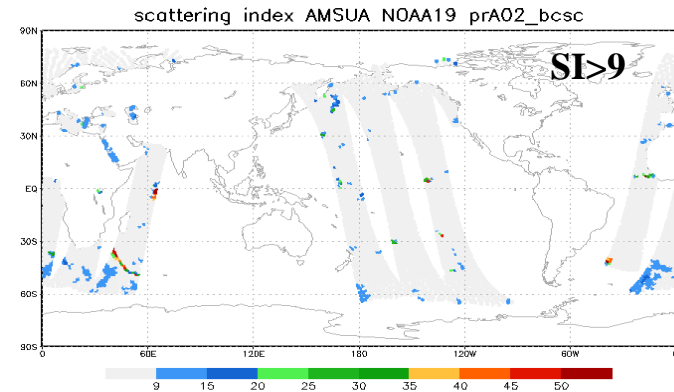 scattering index AMSUA NOAA19 prA02_bcsc
SI>9
90N
60N
30N
EQ
30S
60S
90S
0 60E 120E 180 120W 60W 0
9 15 20 25 30 35 40 45 50